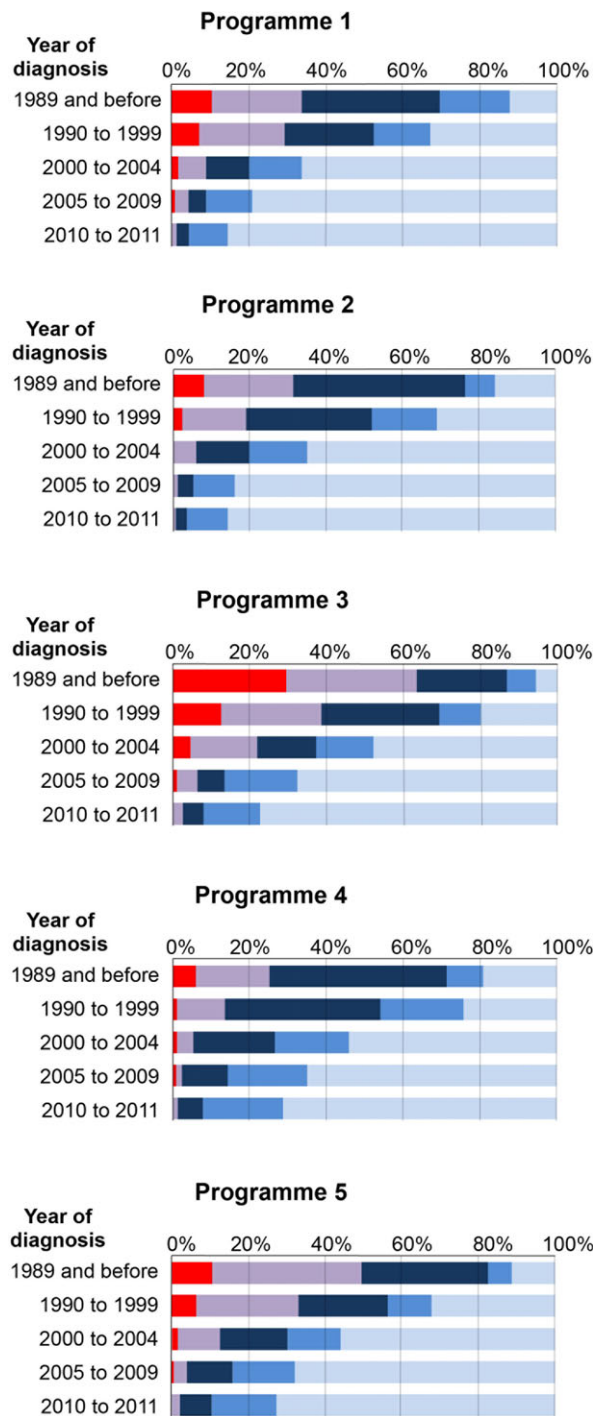 Programme 1
Year of
diagnosis
0% 20% 40% 60% 80% 100%
1989 and before
1990 to 1999
2000 to 2004
2005 to 2009
2010 to 2011
Programme 2
Year of
diagnosis
0% 20% 40% 60% 80% 100%
1989 and before
1990 to 1999
2000 to 2004
2005 to 2009
2010 to 2011
Programme 3
Year of
diagnosis
0% 20% 40% 60% 80% 100%
1989 and before
1990 to 1999
2000 to 2004
2005 to 2009
2010 to 2011
Programme 4
Year of
diagnosis
0% 20% 40% 60% 80% 100%
1989 and before
1990 to 1999
2000 to 2004
2005 to 2009
2010 to 2011
Programme 5
Year of
diagnosis
0% 20% 40% 60% 80% 100%
1989 and before
1990 to 1999
2000 to 2004
2005 to 2009
2010 to 2011